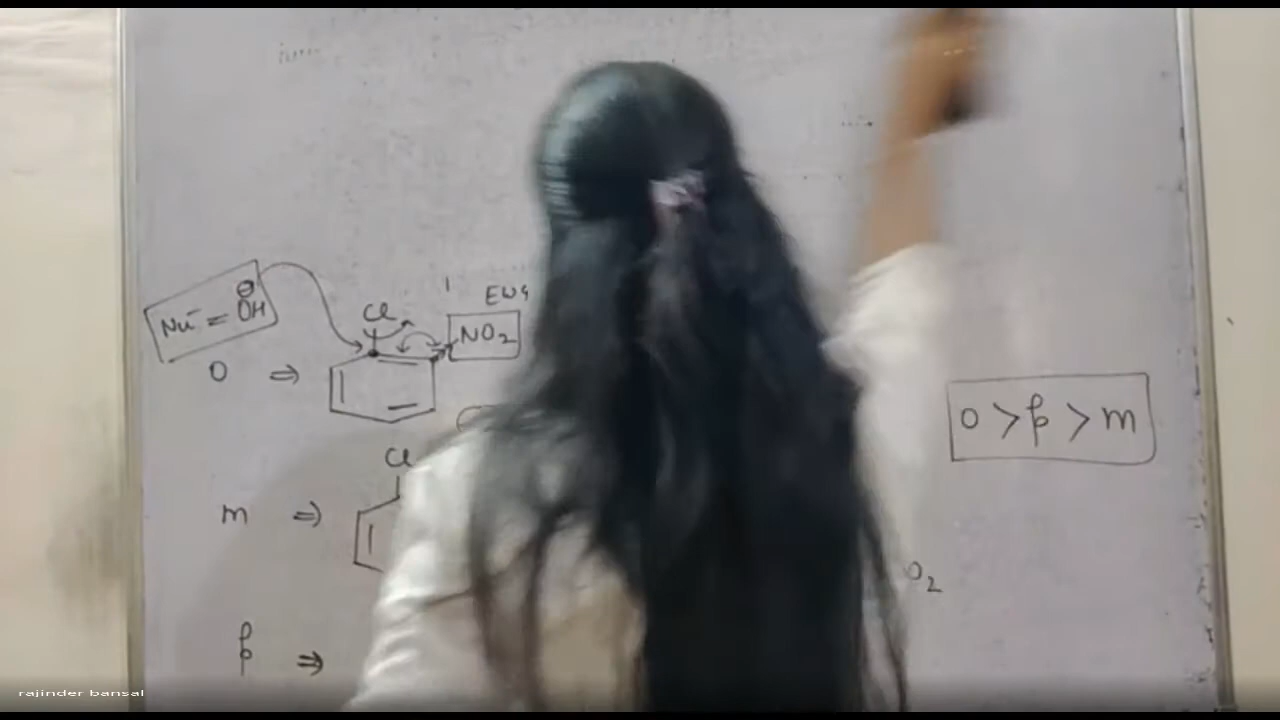 EWG
Nu⁻ = OH⁻
Cl
NO₂
O ⇒
O > p > m
Cl
m ⇒
O₂
p ⇒
rajinder bansal